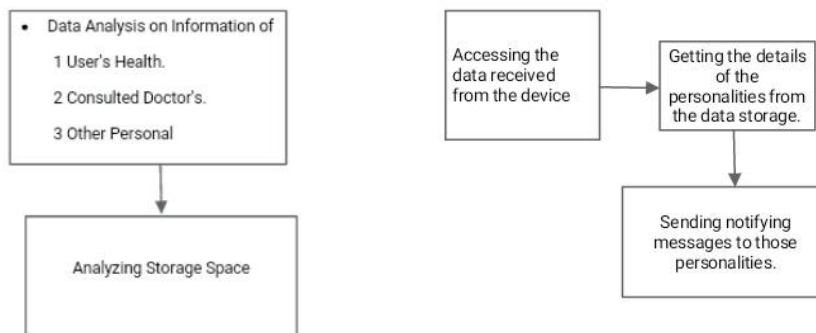 • Data Analysis on Information of
1 User's Health.
2 Consulted Doctor's.
3 Other Personal
Analyzing Storage Space
Accessing the
data received
from the device
Getting the details
of the
personalities from
the data storage.
Sending notifying
messages to those
personalities.